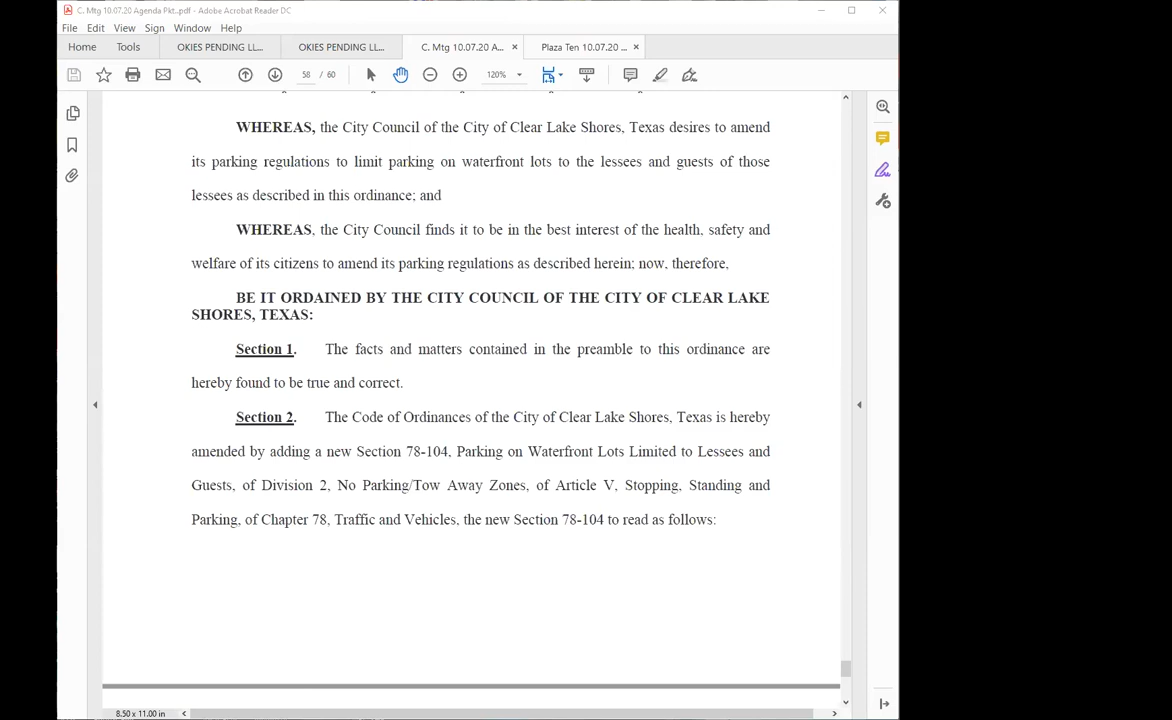 C. Mtg 10.07.20 Agenda Pkt..pdf - Adobe Acrobat Reader DC
File Edit View Sign Window Help
Home Tools OKIES PENDING LL... OKIES PENDING LL... C. Mtg 10.07.20 A... × Plaza Ten 10.07.20 ... ×
58 / 60 120%
WHEREAS, the City Council of the City of Clear Lake Shores, Texas desires to amend
its parking regulations to limit parking on waterfront lots to the lessees and guests of those
lessees as described in this ordinance; and
WHEREAS, the City Council finds it to be in the best interest of the health, safety and
welfare of its citizens to amend its parking regulations as described herein; now, therefore,
BE IT ORDAINED BY THE CITY COUNCIL OF THE CITY OF CLEAR LAKE
SHORES, TEXAS:
Section 1. The facts and matters contained in the preamble to this ordinance are
hereby found to be true and correct.
Section 2. The Code of Ordinances of the City of Clear Lake Shores, Texas is hereby
amended by adding a new Section 78-104, Parking on Waterfront Lots Limited to Lessees and
Guests, of Division 2, No Parking/Tow Away Zones, of Article V, Stopping, Standing and
Parking, of Chapter 78, Traffic and Vehicles, the new Section 78-104 to read as follows:
8.50 x 11.00 in